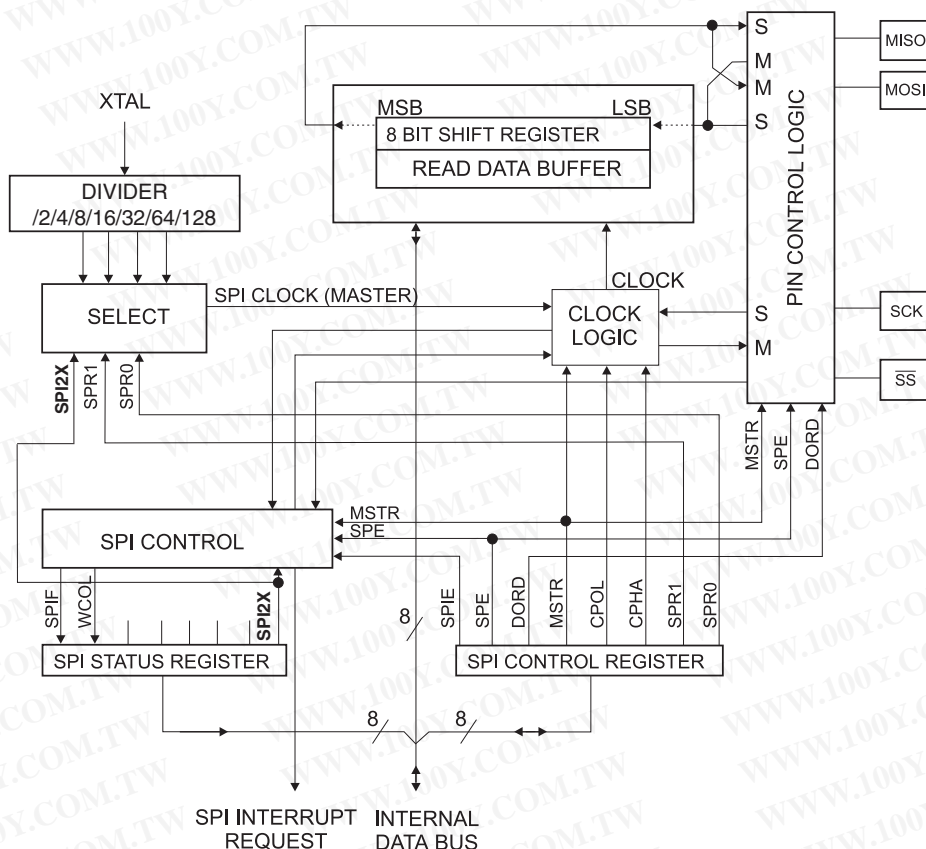 S
MISO
M
MOSI
M
S
PIN CONTROL LOGIC
XTAL
MSB
LSB
8 BIT SHIFT REGISTER
READ DATA BUFFER
DIVIDER
/2/4/8/16/32/64/128
SPI CLOCK (MASTER)
CLOCK
SELECT
CLOCK
LOGIC
S
SCK
M
SS
SPI2X
SPR1
SPR0
MSTR
SPE
DORD
SPI CONTROL
MSTR
SPE
SPIF
WCOL
SPI2X
8
SPIE
SPE
DORD
MSTR
CPOL
CPHA
SPR1
SPR0
SPI STATUS REGISTER
SPI CONTROL REGISTER
8
8
SPI INTERRUPT
REQUEST
INTERNAL
DATA BUS
WWW.100Y.COM.TW